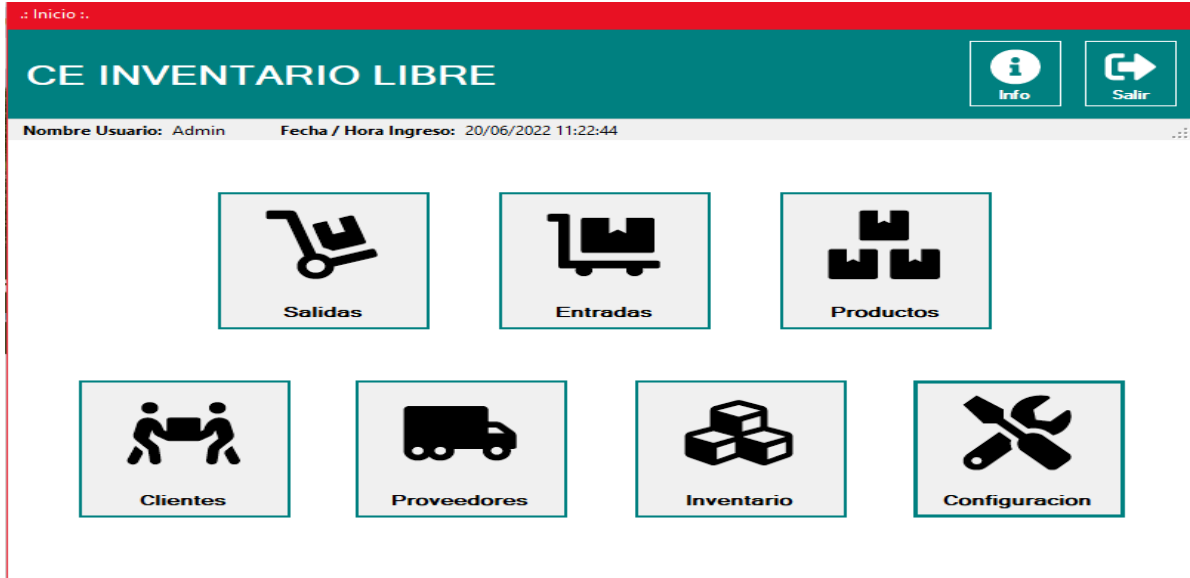 .: Inicio :.
CE INVENTARIO LIBRE
Info
Salir
Nombre Usuario: Admin Fecha / Hora Ingreso: 20/06/2022 11:22:44
Salidas
Entradas
Productos
Clientes
Proveedores
Inventario
Configuracion